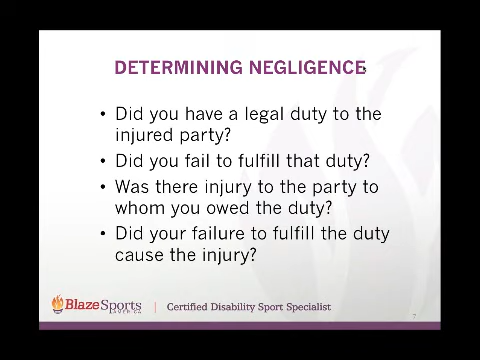 DETERMINING NEGLIGENCE
• Did you have a legal duty to the
injured party?
• Did you fail to fulfill that duty?
• Was there injury to the party to
whom you owed the duty?
• Did your failure to fulfill the duty
cause the injury?
BlazeSports | Certified Disability Sport Specialist
AMERICA
7